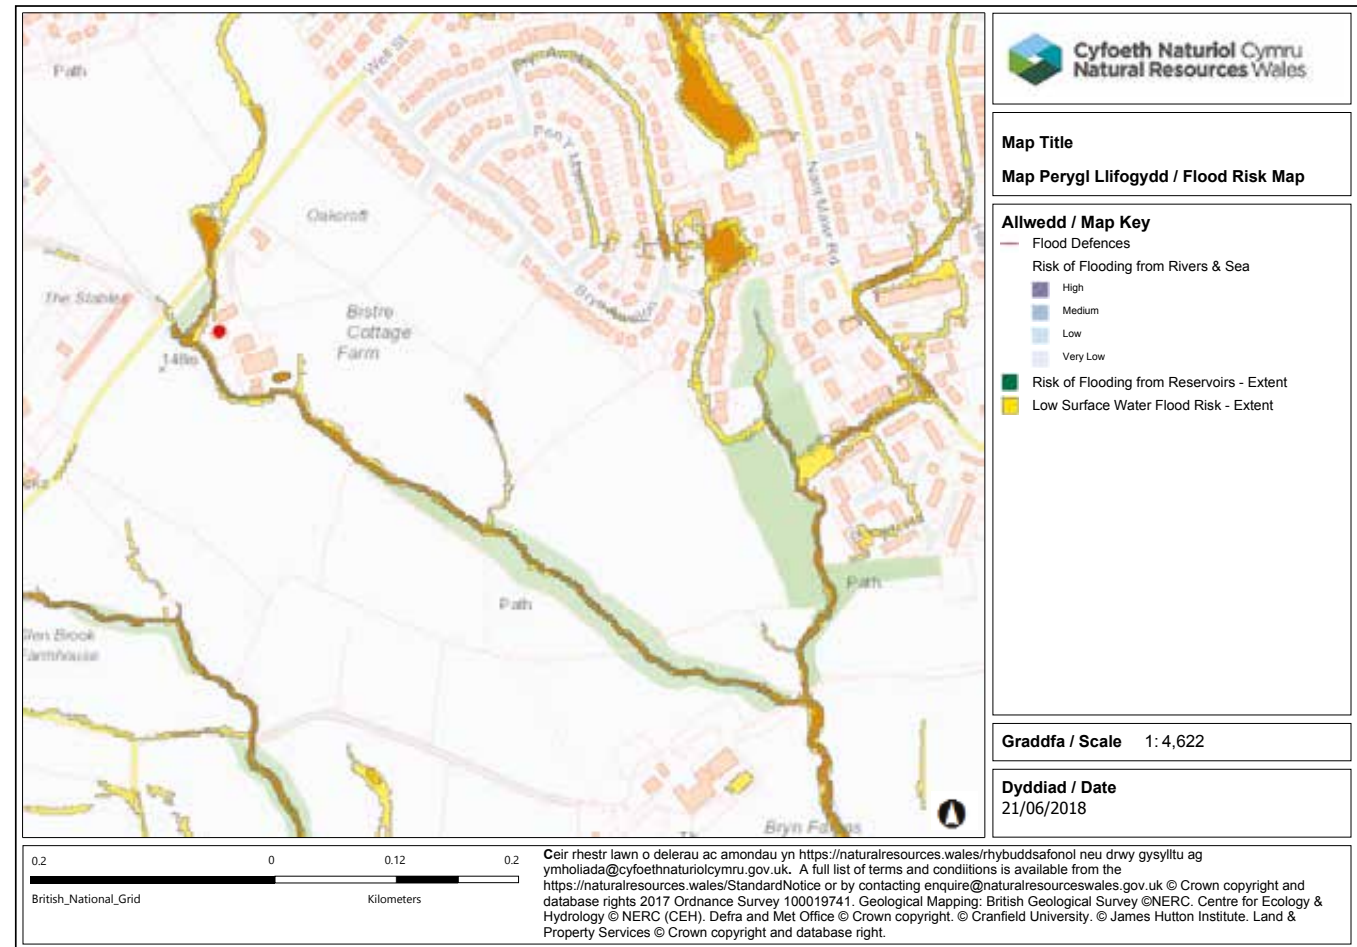 Path
Well St
Oakcroft
The Stables
Bistre
Cottage
Farm
148m
Nant Mawr Rd
Path
Path
Farmhouse
Cyfoeth Naturiol Cymru
Natural Resources Wales
Map Title
Map Perygl Llifogydd / Flood Risk Map
Allwedd / Map Key
Flood Defences
Risk of Flooding from Rivers & Sea
High
Medium
Low
Very Low
Risk of Flooding from Reservoirs - Extent
Low Surface Water Flood Risk - Extent
Graddfa / Scale 1: 4,622
Dyddiad / Date
21/06/2018
0.2 0 0.12 0.2
British_National_Grid Kilometers
Ceir rhestr lawn o delerau ac amondau yn https://naturalresources.wales/rhybuddsafonol neu drwy gysylltu ag
ymholiada@cyfoethnaturiolcymru.gov.uk. A full list of terms and condiitions is available from the
https://naturalresources.wales/StandardNotice or by contacting enquire@naturalresourceswales.gov.uk © Crown copyright and
database rights 2017 Ordnance Survey 100019741. Geological Mapping: British Geological Survey ©NERC. Centre for Ecology &
Hydrology © NERC (CEH). Defra and Met Office © Crown copyright. © Cranfield University. © James Hutton Institute. Land &
Property Services © Crown copyright and database right.